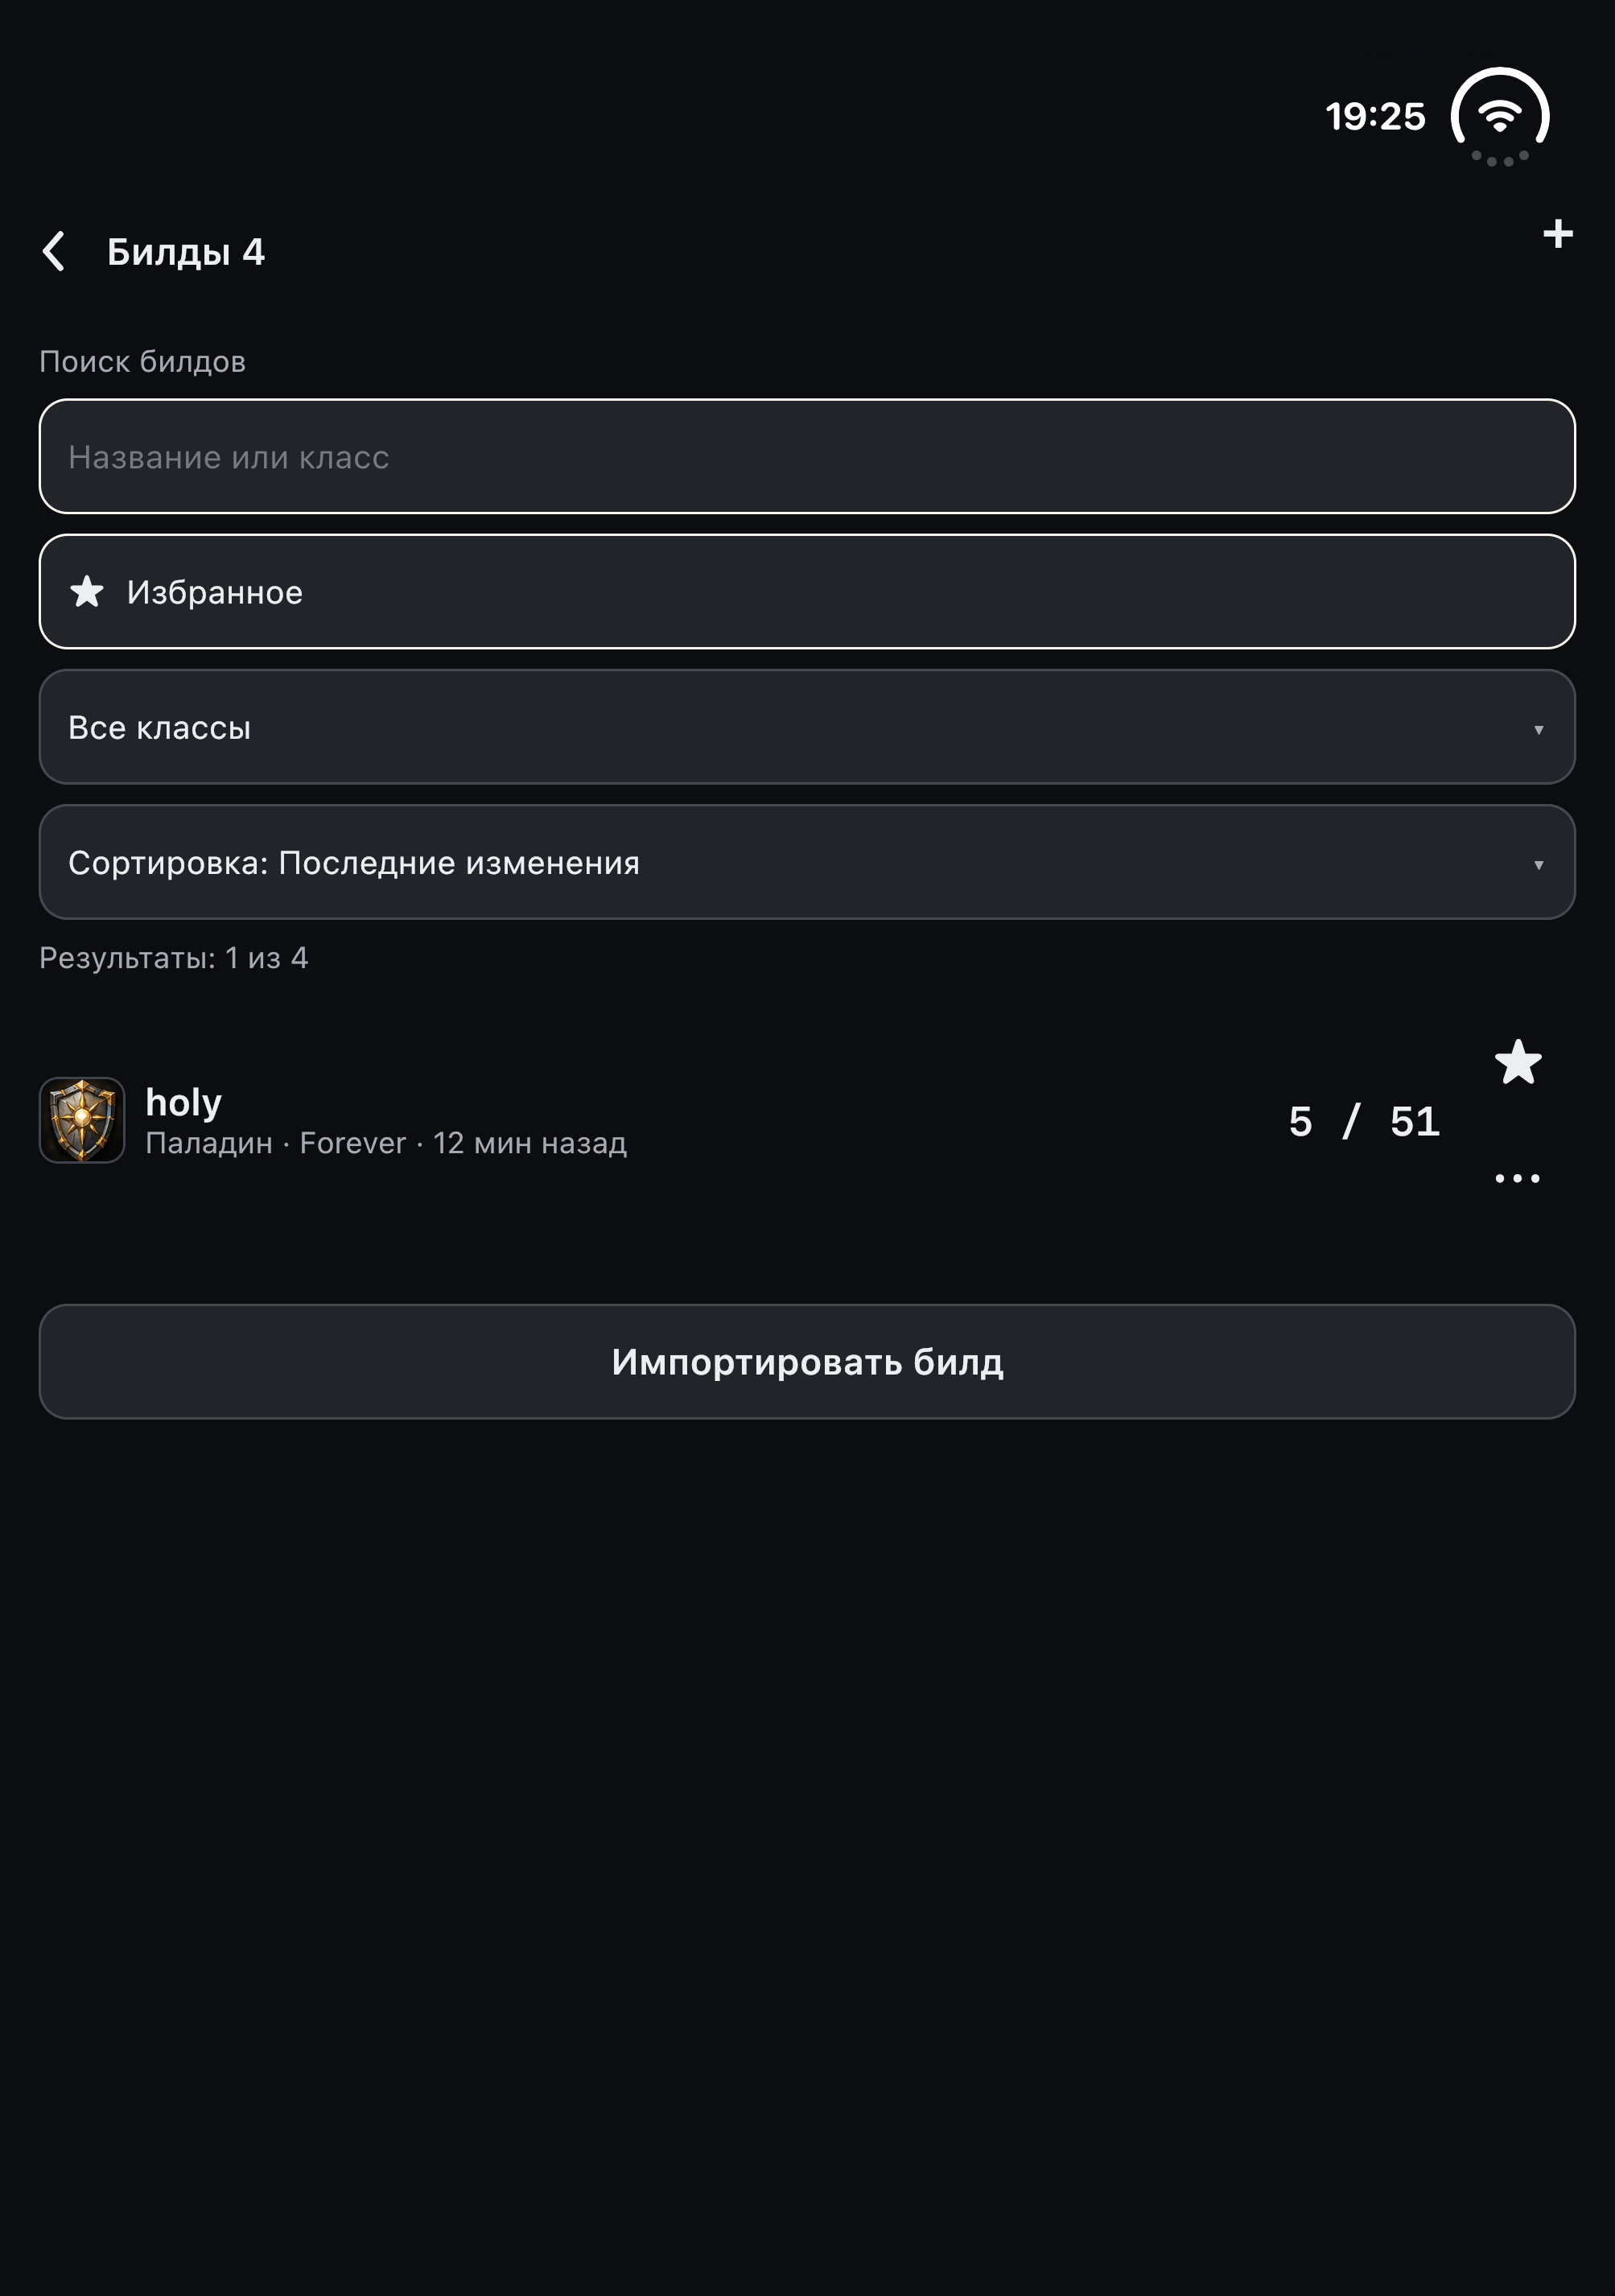 19:25
Билды 4
+
Поиск билдов
Название или класс
Избранное
Все классы
Сортировка: Последние изменения
Результаты: 1 из 4
holy
Паладин · Forever · 12 мин назад
5 / 51
Импортировать билд